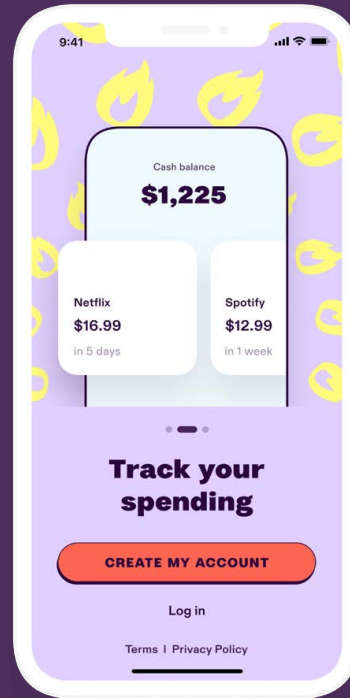 9:41
Cash balance
$1,225
Netflix
$16.99
in 5 days
Spotify
$12.99
in 1 week
Track your
spending
CREATE MY ACCOUNT
Log in
Terms | Privacy Policy